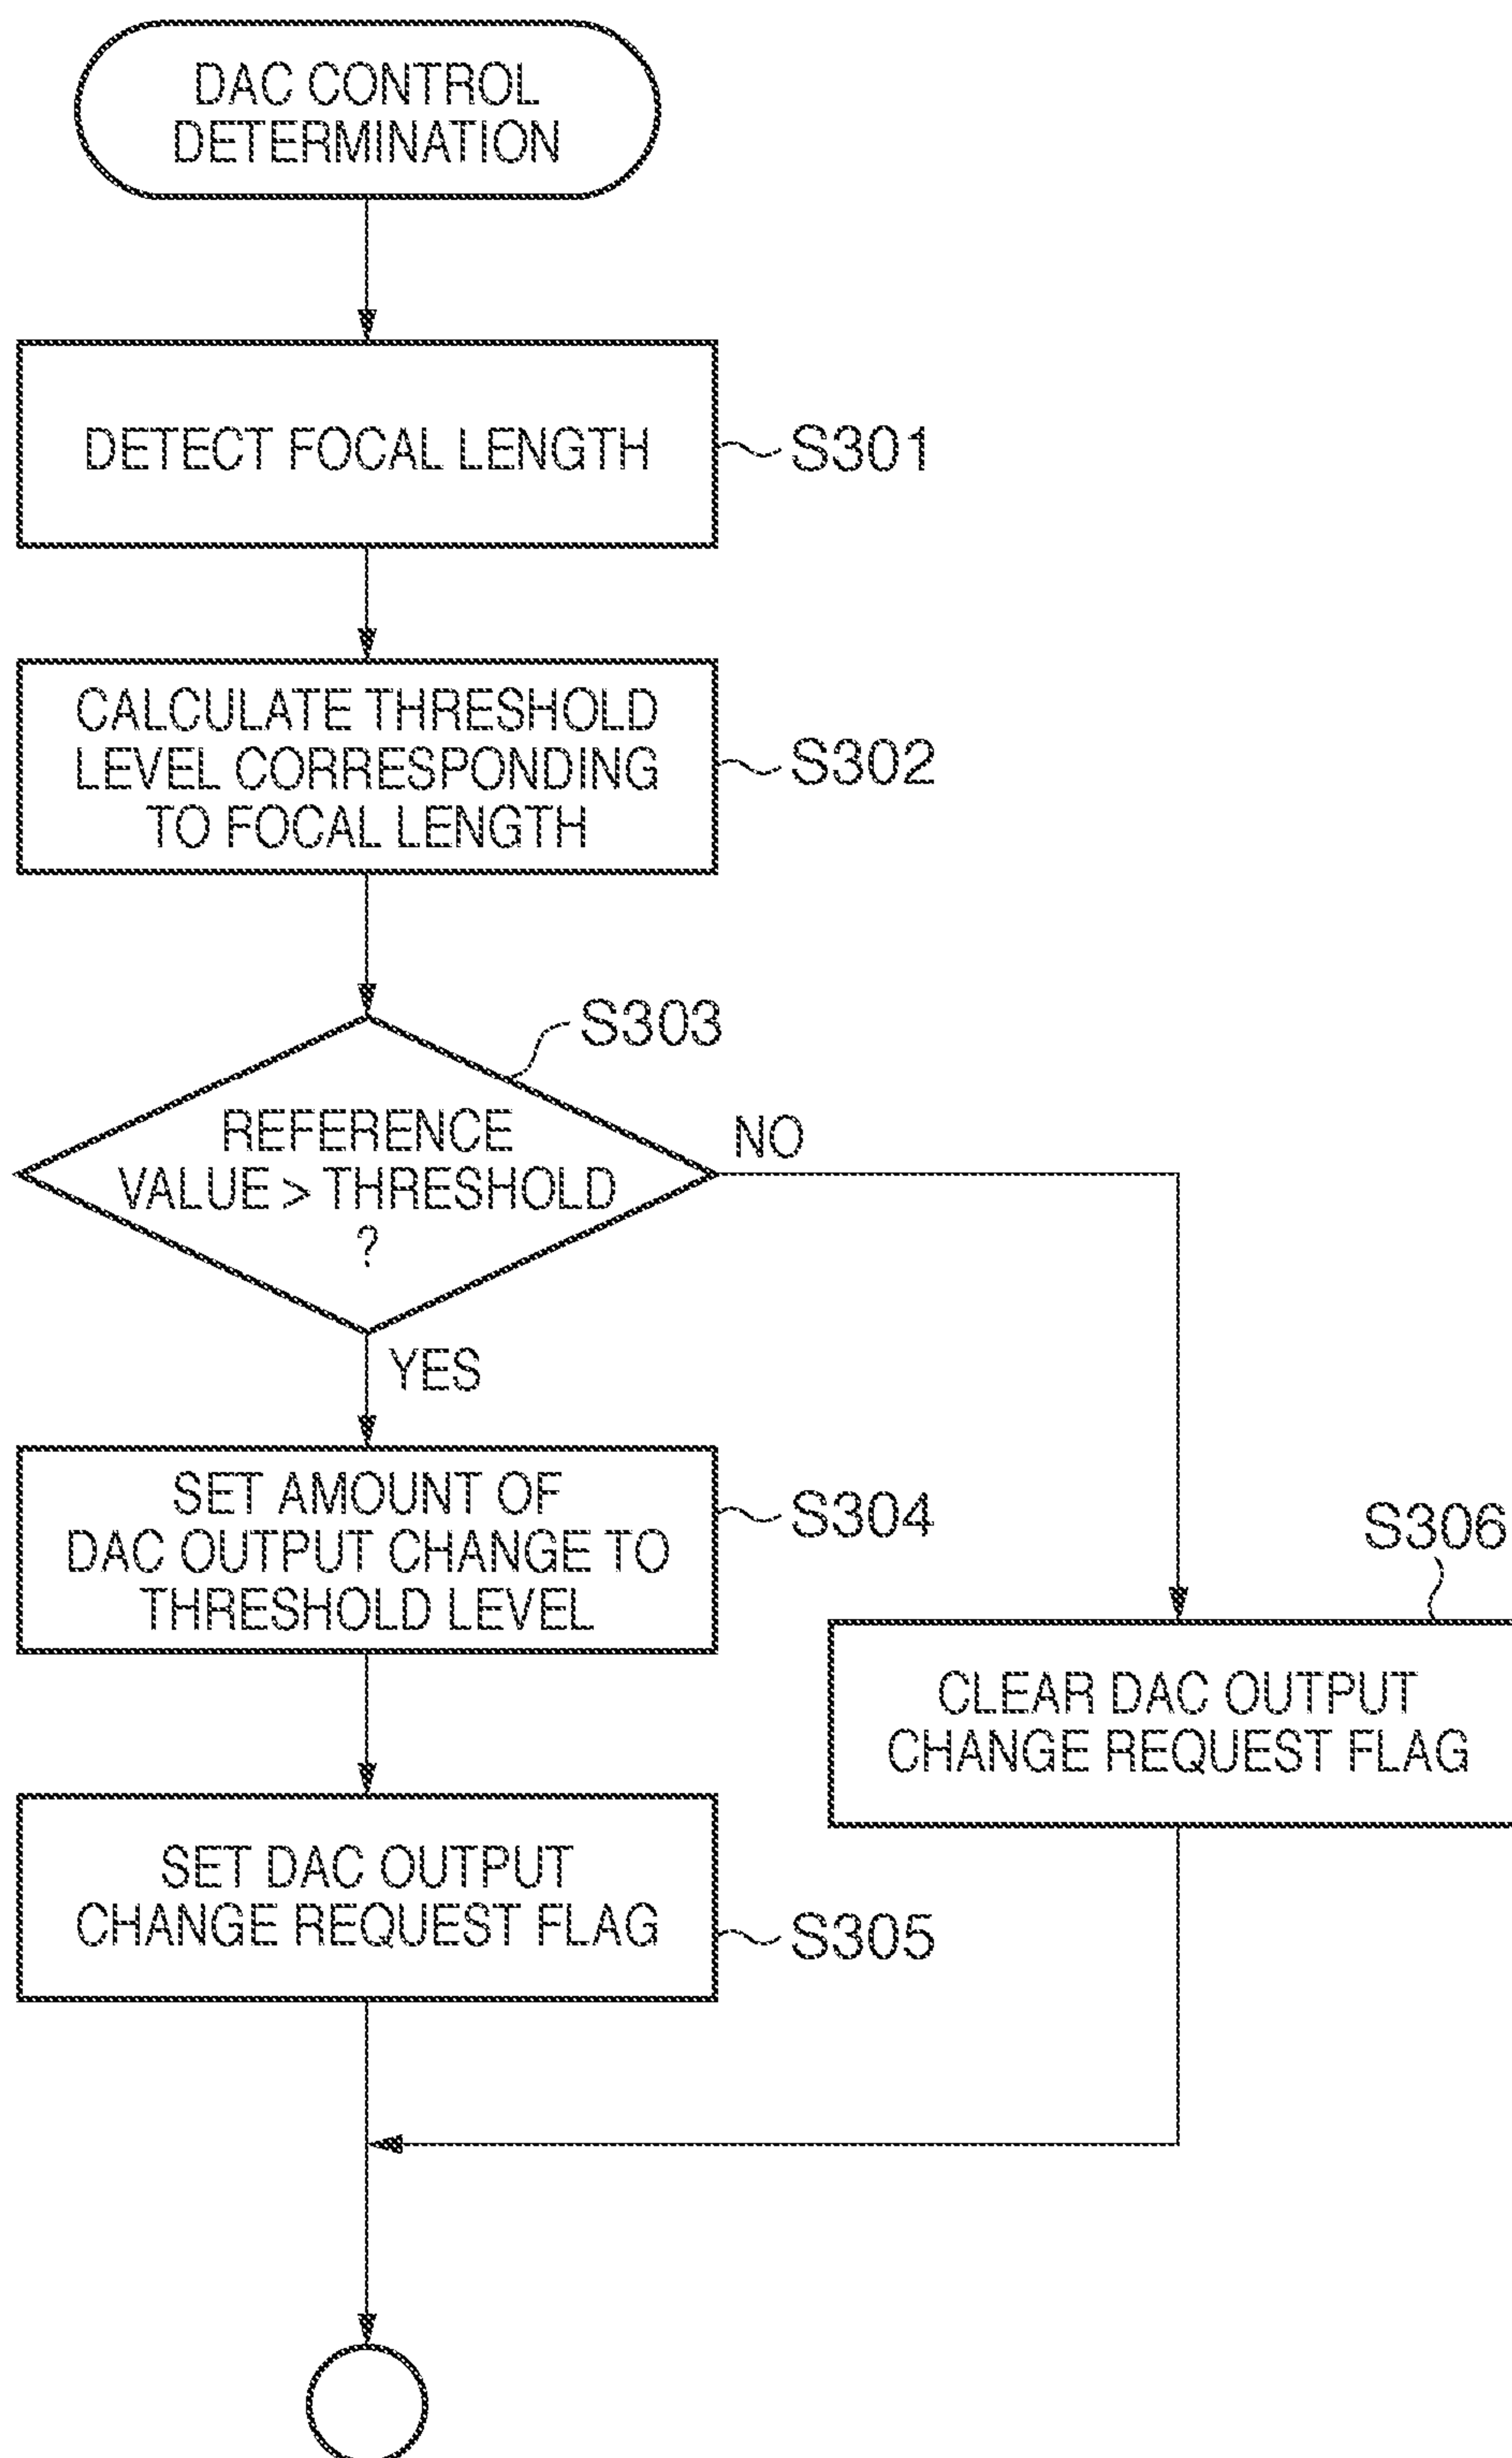 DAC CONTROL
DETERMINATION
DETECT FOCAL LENGTH
S301
CALCULATE THRESHOLD
LEVEL CORRESPONDING
TO FOCAL LENGTH
S302
S303
REFERENCE
VALUE > THRESHOLD
?
NO
YES
SET AMOUNT OF
DAC OUTPUT CHANGE TO
THRESHOLD LEVEL
S304
S306
CLEAR DAC OUTPUT
CHANGE REQUEST FLAG
SET DAC OUTPUT
CHANGE REQUEST FLAG
S305